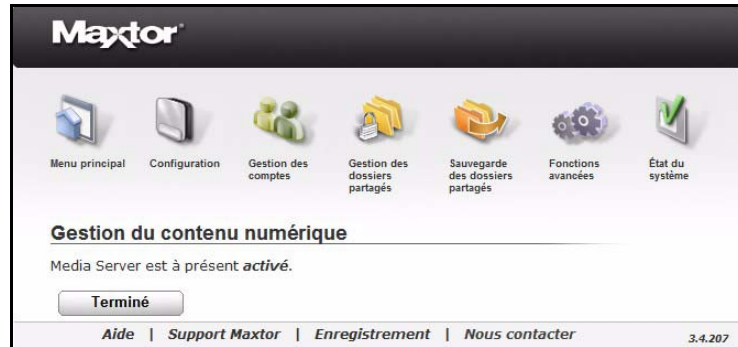 Maxtor
Menu principal
Configuration
Gestion des
comptes
Gestion des
dossiers
partagés
Sauvegarde
des dossiers
partagés
Fonctions
avancées
État du
système
Gestion du contenu numérique
Media Server est à présent activé.
Terminé
Aide | Support Maxtor | Enregistrement | Nous contacter
3.4.207